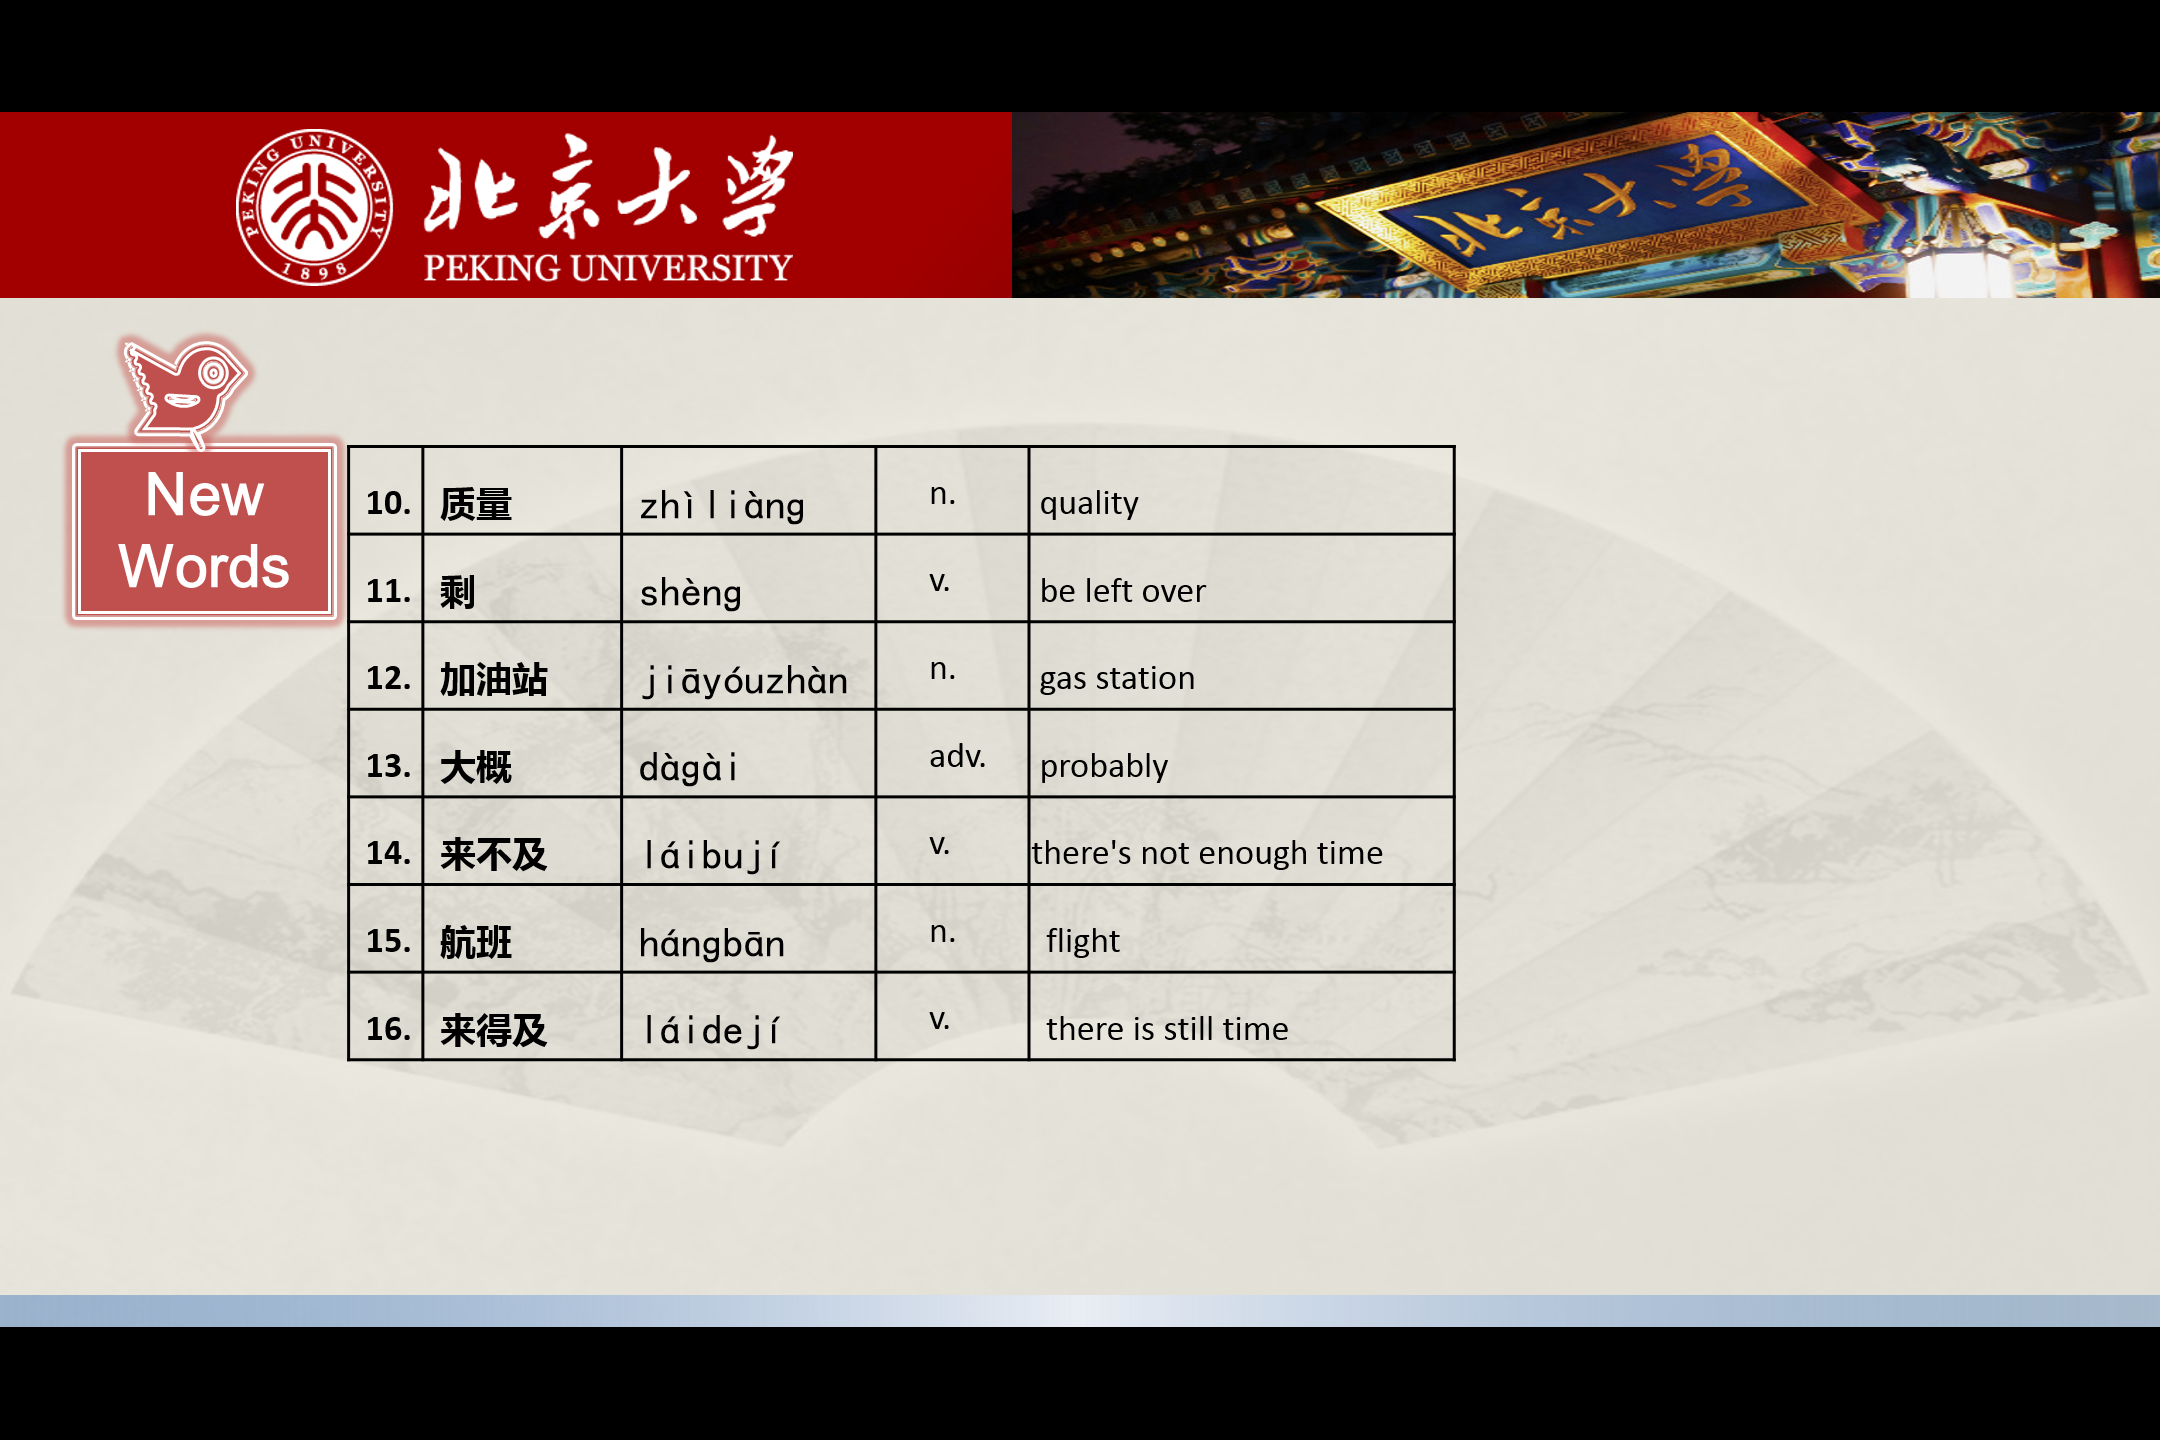 PEKING UNIVERSITY
1898
北京大学
PEKING UNIVERSITY
北京大学
New
Words
10. 质量 zhìliàng n. quality
11. 剩 shèng v. be left over
12. 加油站 jiāyóuzhàn n. gas station
13. 大概 dàgài adv. probably
14. 来不及 láibují v. there's not enough time
15. 航班 hángbān n. flight
16. 来得及 láidejí v. there is still time